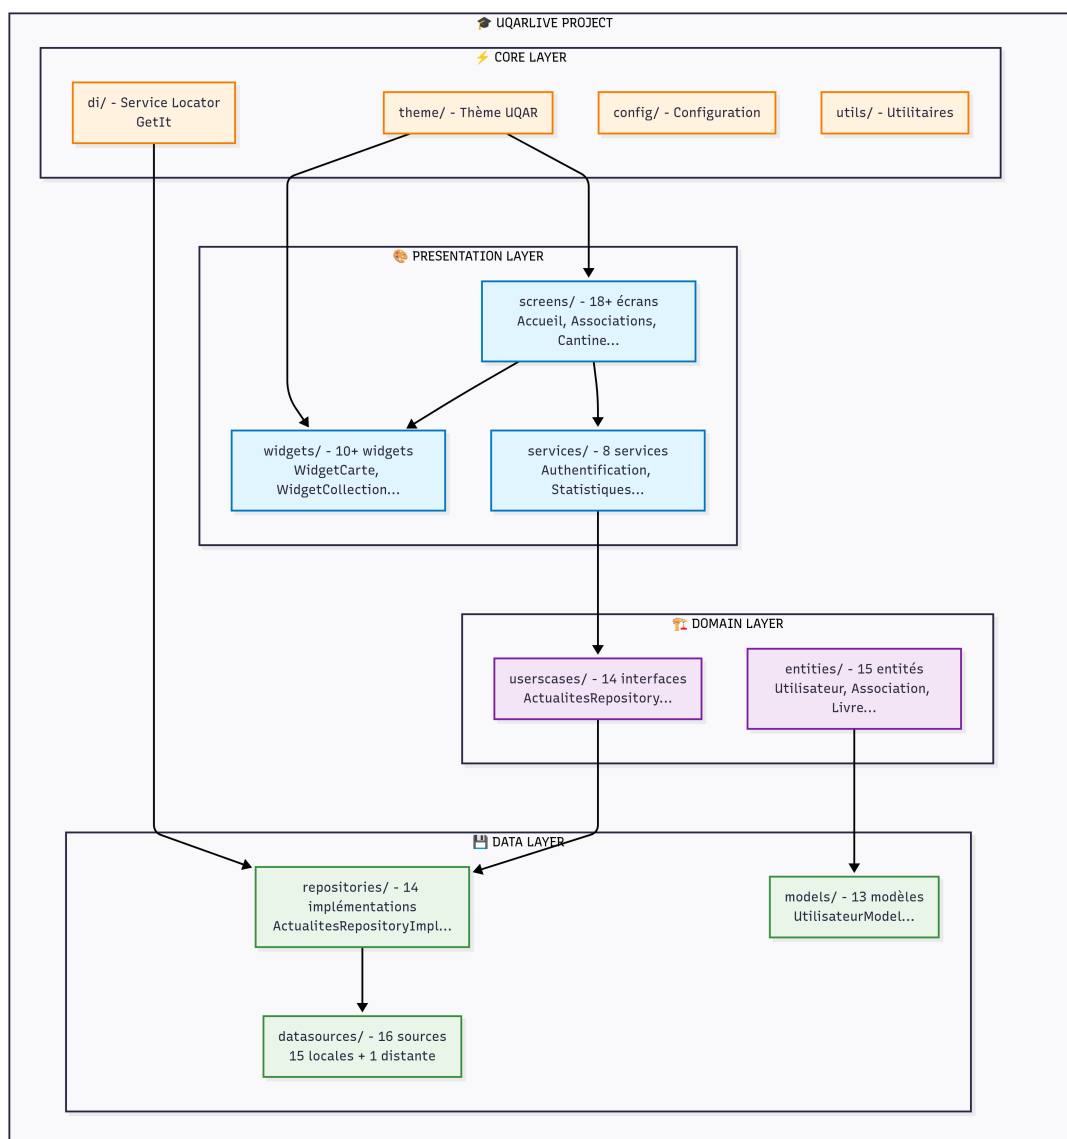 🎓 UQARLIVE PROJECT
⚡ CORE LAYER
di/ - Service Locator
GetIt
theme/ - Thème UQAR
config/ - Configuration
utils/ - Utilitaires
🎨 PRESENTATION LAYER
screens/ - 18+ écrans
Accueil, Associations,
Cantine...
widgets/ - 10+ widgets
WidgetCarte,
WidgetCollection...
services/ - 8 services
Authentification,
Statistiques...
🏗️ DOMAIN LAYER
userscases/ - 14 interfaces
ActualitesRepository...
entities/ - 15 entités
Utilisateur, Association,
Livre...
💾 DATA LAYER
repositories/ - 14
implémentations
ActualitesRepositoryImpl...
models/ - 13 modèles
UtilisateurModel...
datasources/ - 16 sources
15 locales + 1 distante